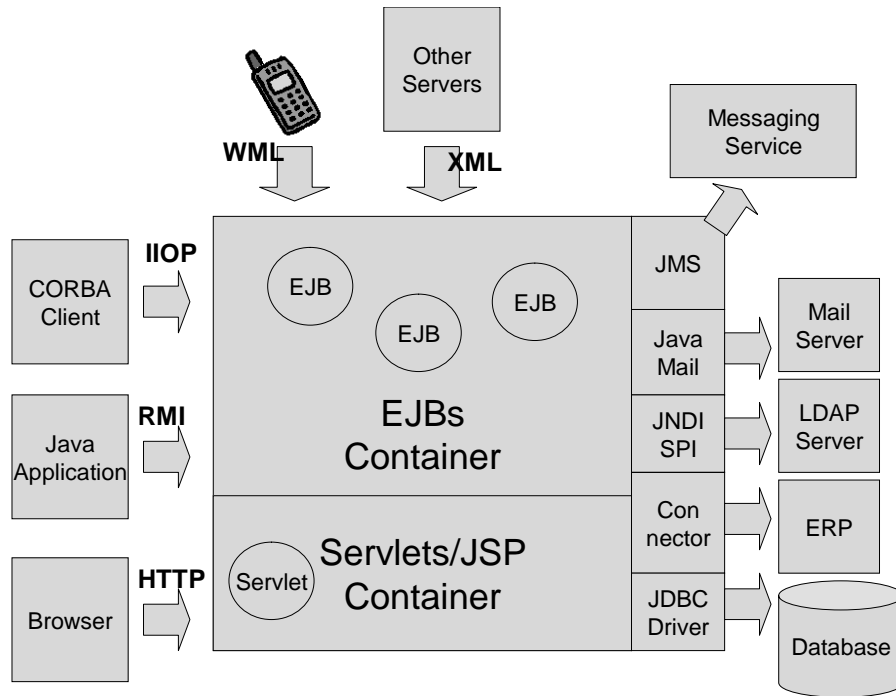 Other
Servers
Messaging
Service
WML
XML
IIOP
CORBA
Client
EJB
EJB
EJB
JMS
Java
Mail
Mail
Server
RMI
Java
Application
EJBs
Container
JNDI
SPI
LDAP
Server
Con
nector
ERP
HTTP
Browser
Servlet
Servlets/JSP
Container
JDBC
Driver
Database